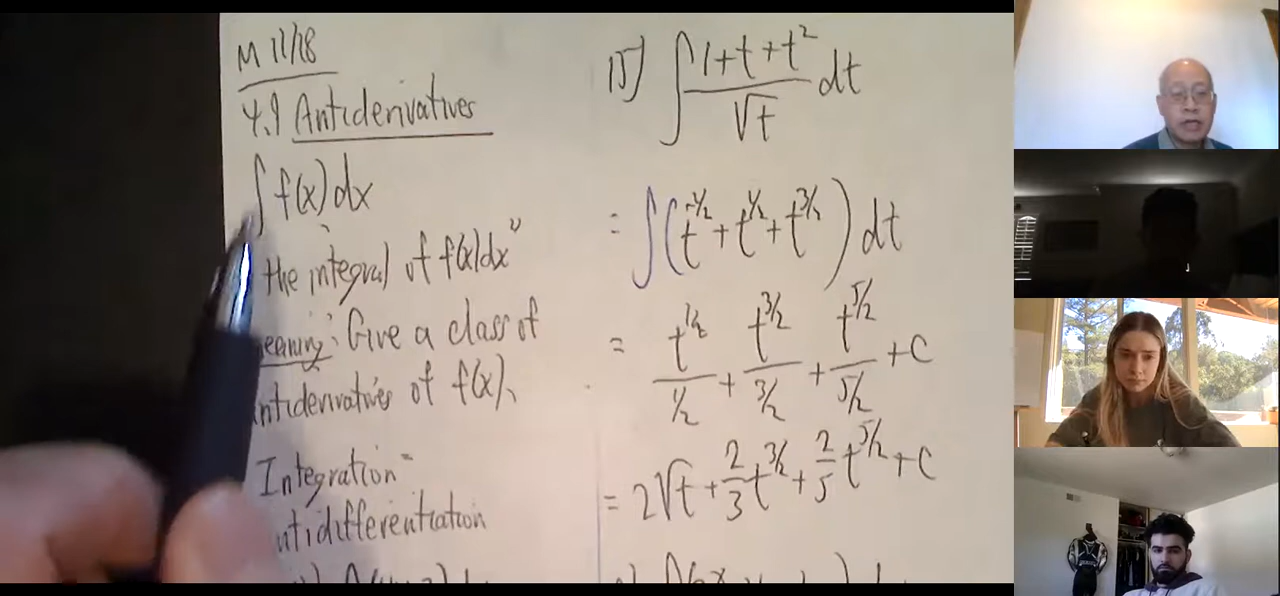 M 11/18
4.9 Antiderivatives
∫ f(x) dx
the integral of f(x)dx"
Meaning: Give a class of
antiderivatives of f(x).
Integration =
antidifferentiation
15) ∫ (1+t+t²)/√t dt
= ∫ (t^(-1/2) + t^(1/2) + t^(3/2)) dt
= t^(1/2)/(1/2) + t^(3/2)/(3/2) + t^(5/2)/(5/2) + C
= 2√t + 2/3 t^(3/2) + 2/5 t^(5/2) + C